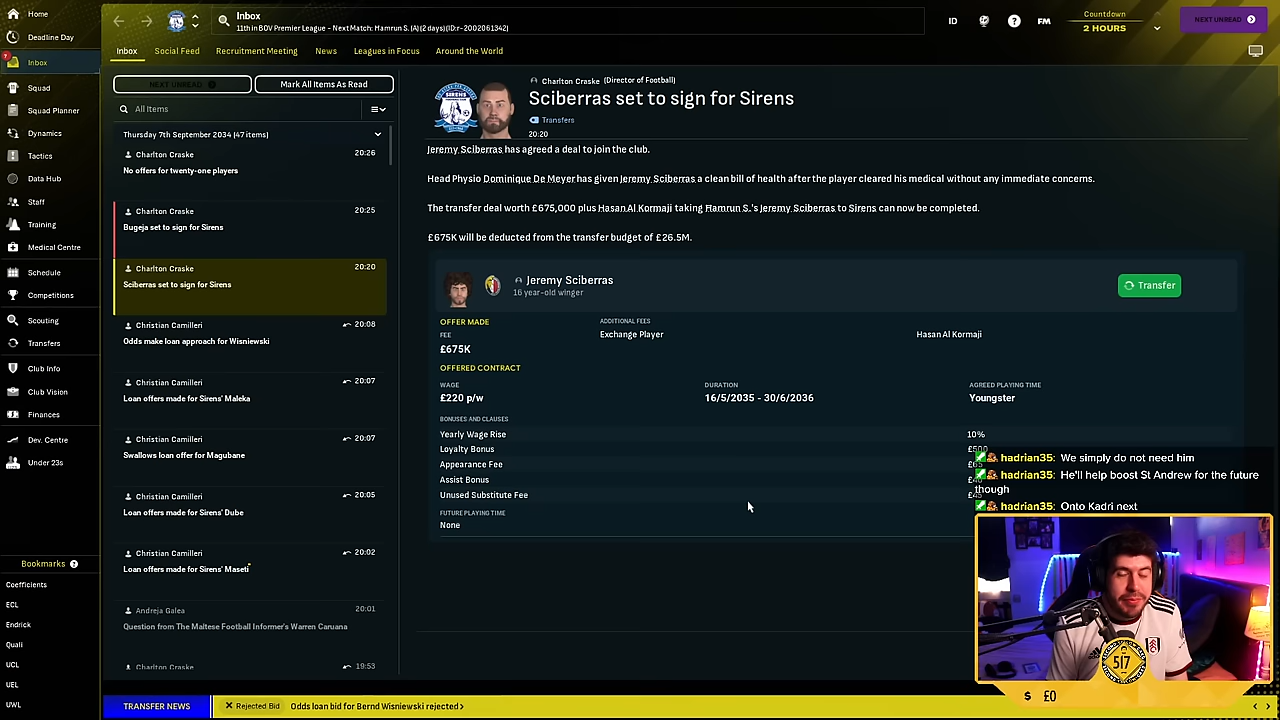 Home
Deadline Day
7
Inbox
Squad
Squad Planner
Dynamics
Tactics
Data Hub
Staff
Training
Medical Centre
Schedule
Competitions
Scouting
Transfers
Club Info
Club Vision
Finances
Dev. Centre
Under 23s
Bookmarks ?
Coefficients
ECL
Endrick
Quali
UCL
UEL
UWL
Inbox
11th in BOV Premier League - Next Match: Hamrun S. (A) (2 days)(ID:r-2002061342)
ID
?
FM
Countdown
2 HOURS
NEXT UNREAD
Inbox
Social Feed
Recruitment Meeting
News
Leagues in Focus
Around the World
NEXT UNREAD
Mark All Items As Read
All Items
Thursday 7th September 2034 (47 items)
Charlton Craske 20:26
No offers for twenty-one players
Charlton Craske 20:25
Bugeja set to sign for Sirens
Charlton Craske 20:20
Sciberras set to sign for Sirens
Christian Camilleri 20:08
Odds make loan approach for Wisniewski
Christian Camilleri 20:07
Loan offers made for Sirens' Maleka
Christian Camilleri 20:07
Swallows loan offer for Magubane
Christian Camilleri 20:05
Loan offers made for Sirens' Dube
Christian Camilleri 20:02
Loan offers made for Sirens' Maseti
Andreja Galea 20:01
Question from The Maltese Football Informer's Warren Caruana
Charlton Craske 19:53
SIRENS
Charlton Craske (Director of Football)
Sciberras set to sign for Sirens
Transfers
20:20
Jeremy Sciberras has agreed a deal to join the club.
Head Physio Dominique De Meyer has given Jeremy Sciberras a clean bill of health after the player cleared his medical without any immediate concerns.
The transfer deal worth £675,000 plus Hasan Al Kormaji taking Ħamrun S.'s Jeremy Sciberras to Sirens can now be completed.
£675K will be deducted from the transfer budget of £26.5M.
Jeremy Sciberras
16 year-old winger
Transfer
OFFER MADE
FEE
£675K
ADDITIONAL FEES
Exchange Player Hasan Al Kormaji
OFFERED CONTRACT
WAGE
£220 p/w
DURATION
16/5/2035 - 30/6/2036
AGREED PLAYING TIME
Youngster
BONUSES AND CLAUSES
Yearly Wage Rise 10%
Loyalty Bonus £500
Appearance Fee
Assist Bonus
Unused Substitute Fee
FUTURE PLAYING TIME
None
hadrian35: We simply do not need him
hadrian35: He'll help boost St Andrew for the future though
hadrian35: Onto Kadri next
517
$ £0
TRANSFER NEWS
Rejected Bid
Odds loan bid for Bernd Wisniewski rejected